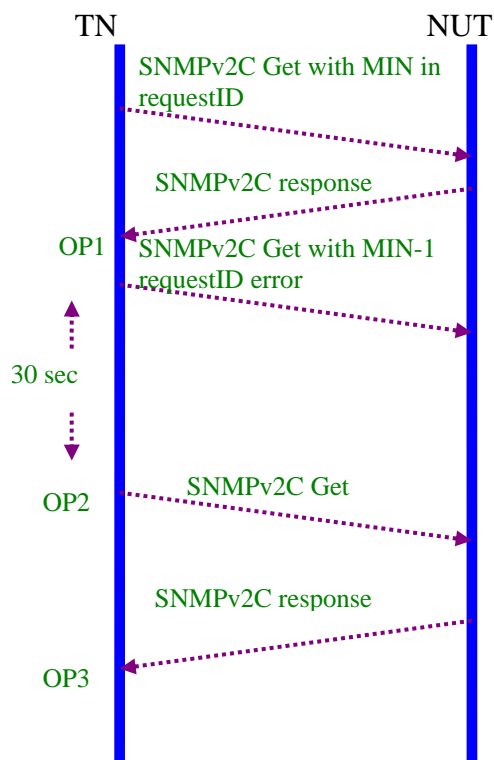 TN NUT
SNMPv2C Get with MIN in
requestID
SNMPv2C response
OP1
SNMPv2C Get with MIN-1
requestID error
30 sec
SNMPv2C Get
OP2
SNMPv2C response
OP3